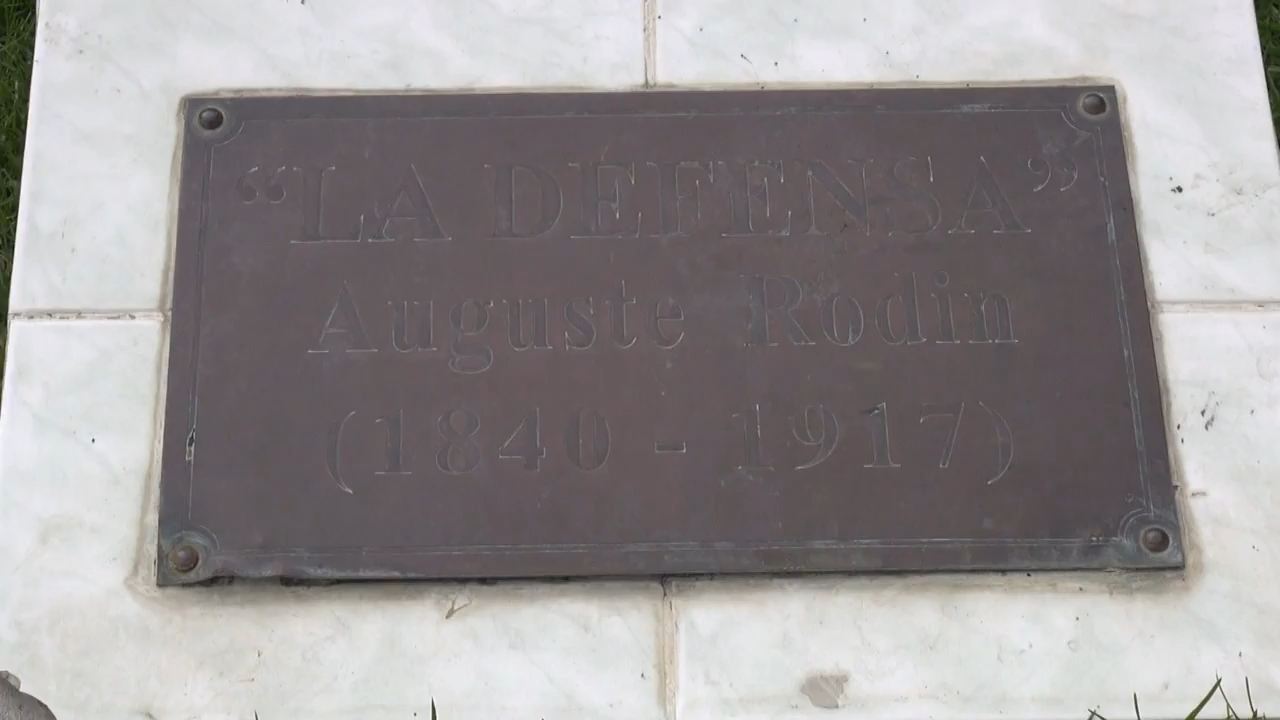 “LA DEFENSA”
Auguste Rodin
(1840 - 1917)